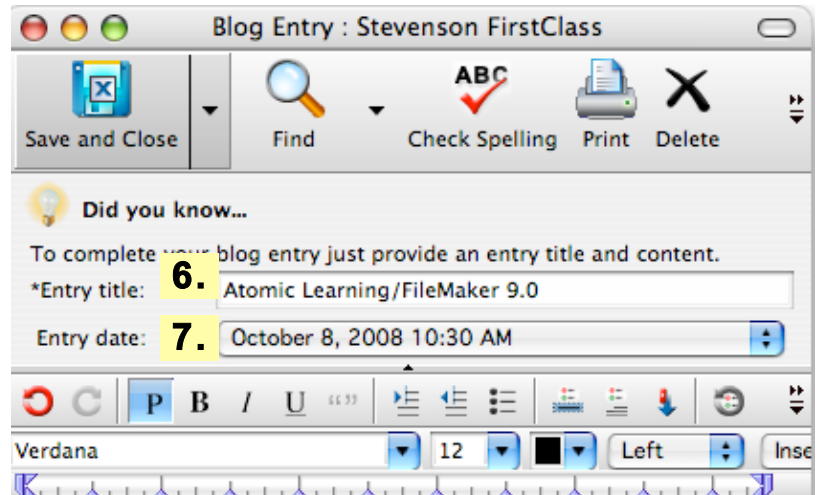 Blog Entry : Stevenson FirstClass
ABC
Save and Close Find Check Spelling Print Delete
Did you know...
To complete your blog entry just provide an entry title and content.
*Entry title: 6. Atomic Learning/FileMaker 9.0
Entry date: 7. October 8, 2008 10:30 AM
P B I U “”
Verdana 12 Left Inse